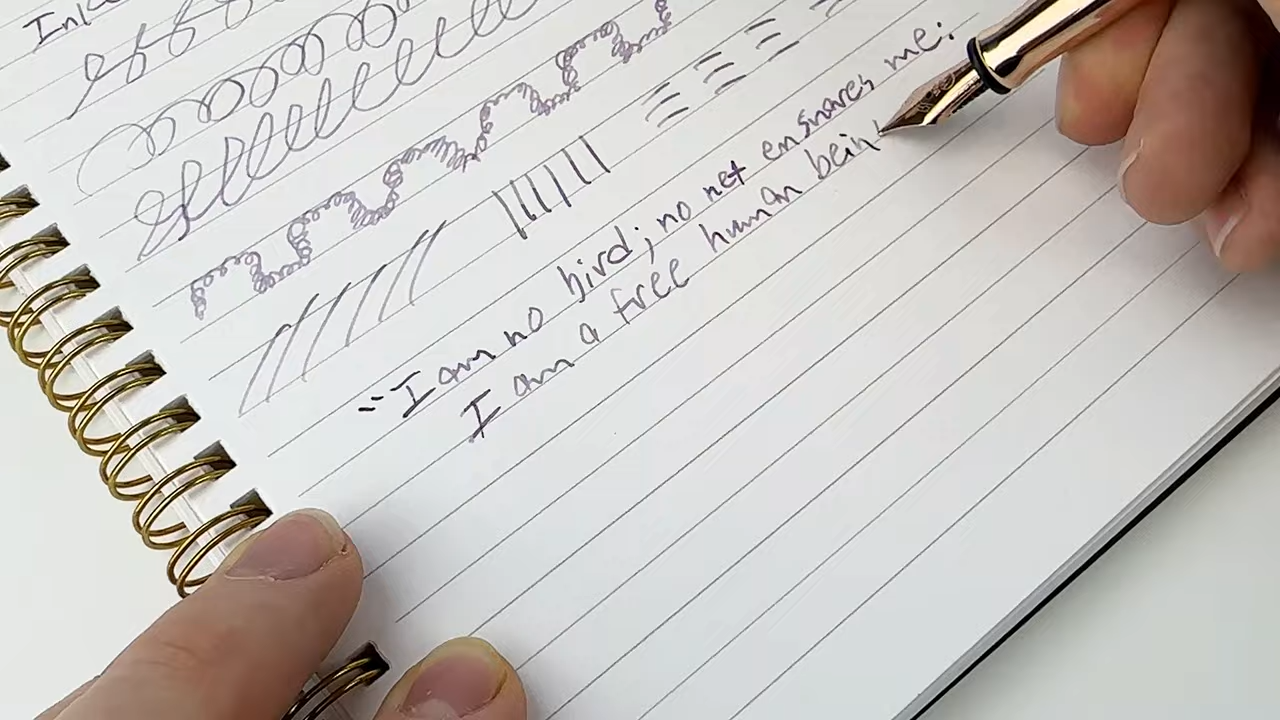 "I am no bird; no net ensnares me:
I am a free human bein